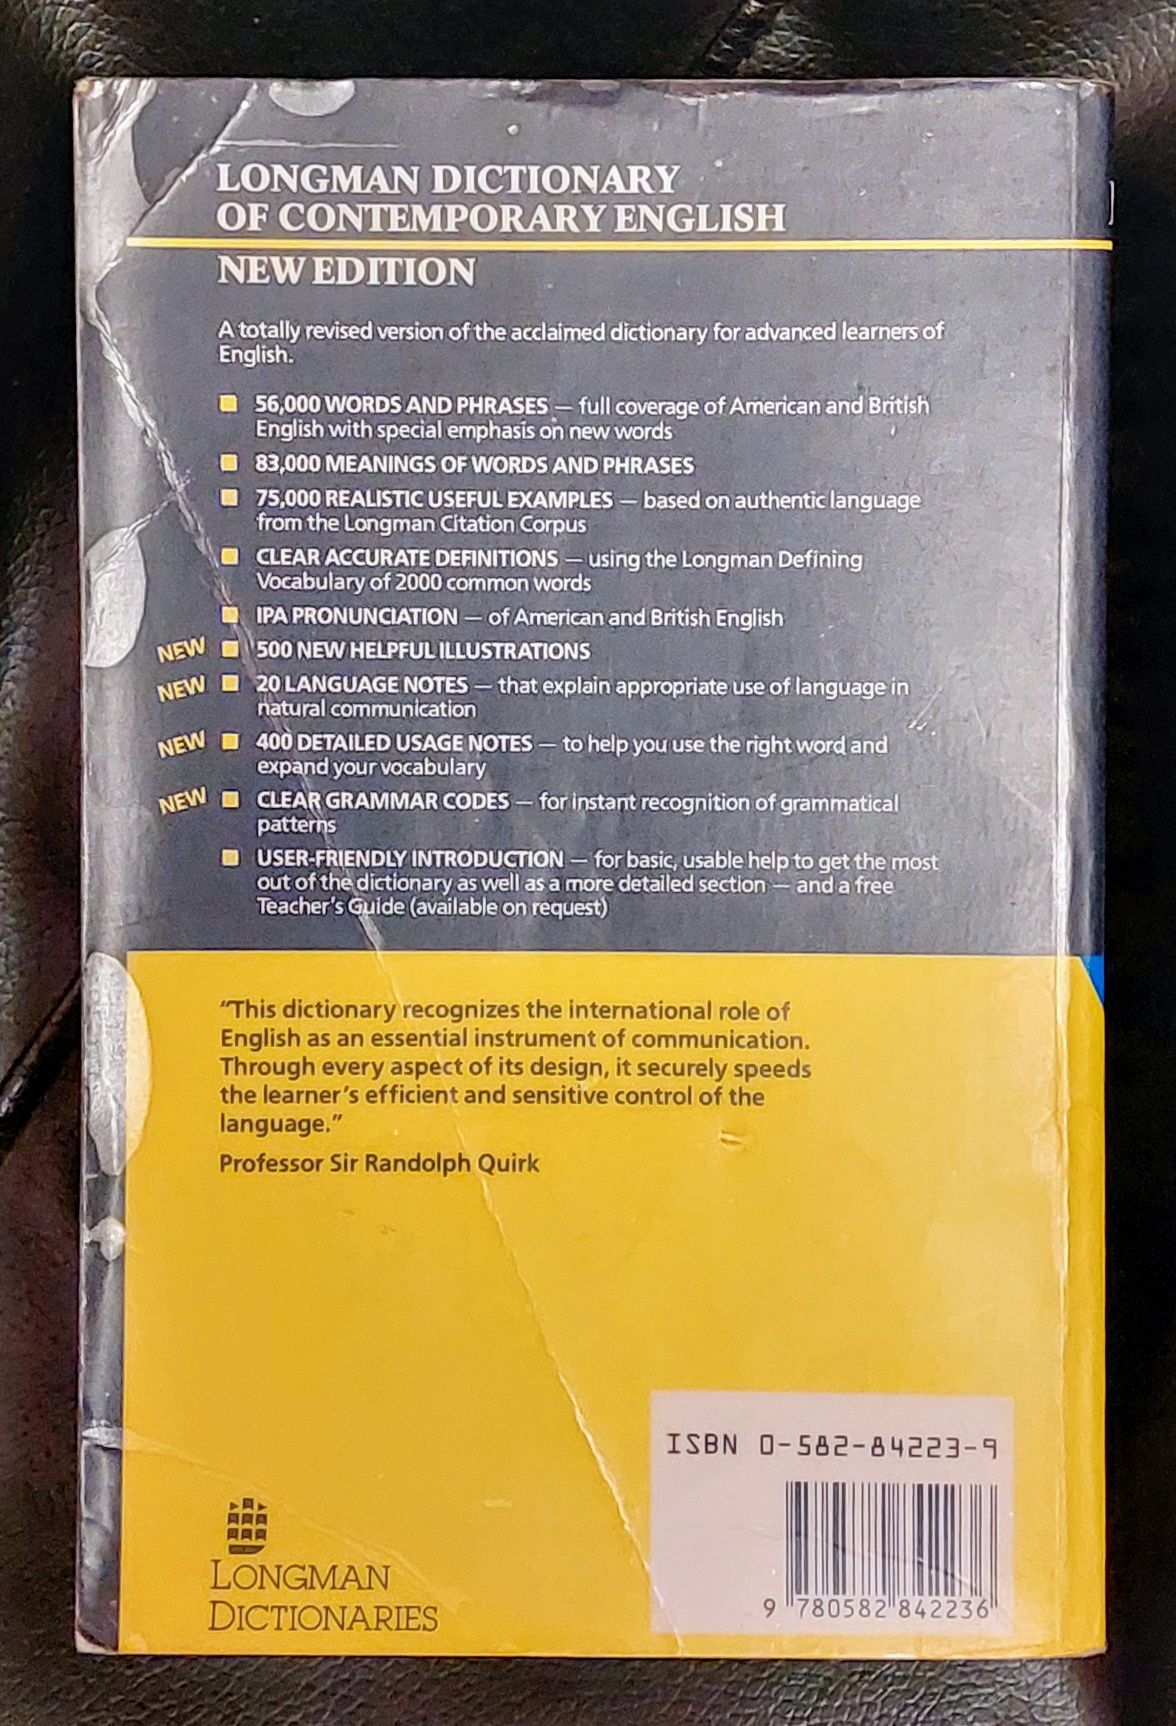 LONGMAN DICTIONARY
OF CONTEMPORARY ENGLISH
NEW EDITION
A totally revised version of the acclaimed dictionary for advanced learners of
English.
56,000 WORDS AND PHRASES — full coverage of American and British
English with special emphasis on new words
83,000 MEANINGS OF WORDS AND PHRASES
75,000 REALISTIC USEFUL EXAMPLES — based on authentic language
from the Longman Citation Corpus
CLEAR ACCURATE DEFINITIONS — using the Longman Defining
Vocabulary of 2000 common words
IPA PRONUNCIATION — of American and British English
NEW 500 NEW HELPFUL ILLUSTRATIONS
NEW 20 LANGUAGE NOTES — that explain appropriate use of language in
natural communication
NEW 400 DETAILED USAGE NOTES — to help you use the right word and
expand your vocabulary
NEW CLEAR GRAMMAR CODES — for instant recognition of grammatical
patterns
USER-FRIENDLY INTRODUCTION — for basic, usable help to get the most
out of the dictionary as well as a more detailed section — and a free
Teacher's Guide (available on request)
"This dictionary recognizes the international role of
English as an essential instrument of communication.
Through every aspect of its design, it securely speeds
the learner's efficient and sensitive control of the
language."
Professor Sir Randolph Quirk
ISBN 0-582-84223-9
9 780582 842236
LONGMAN
DICTIONARIES